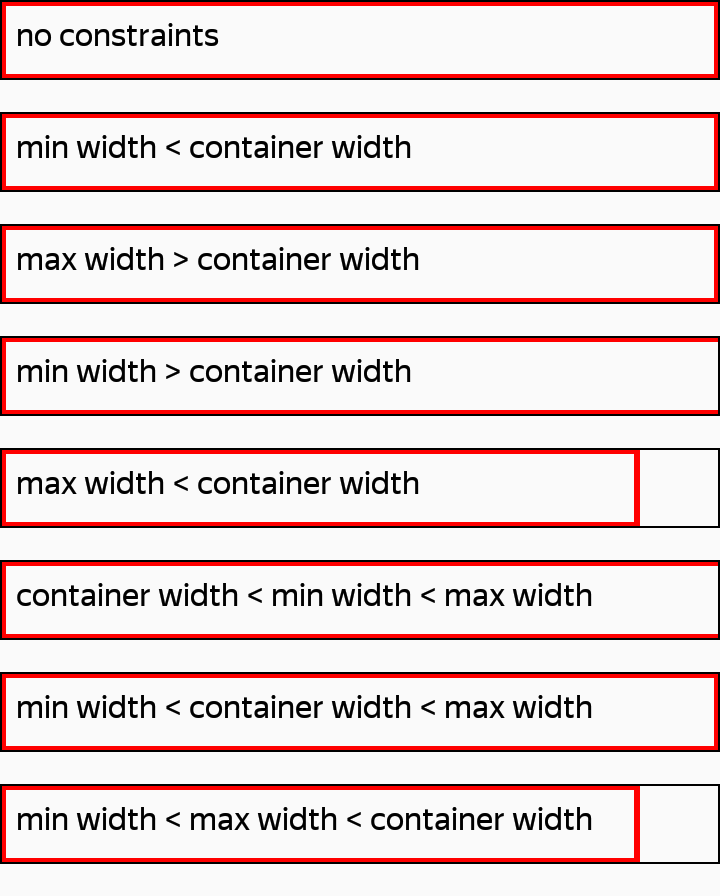 no constraints
min width < container width
max width > container width
min width > container width
max width < container width
container width < min width < max width
min width < container width < max width
min width < max width < container width